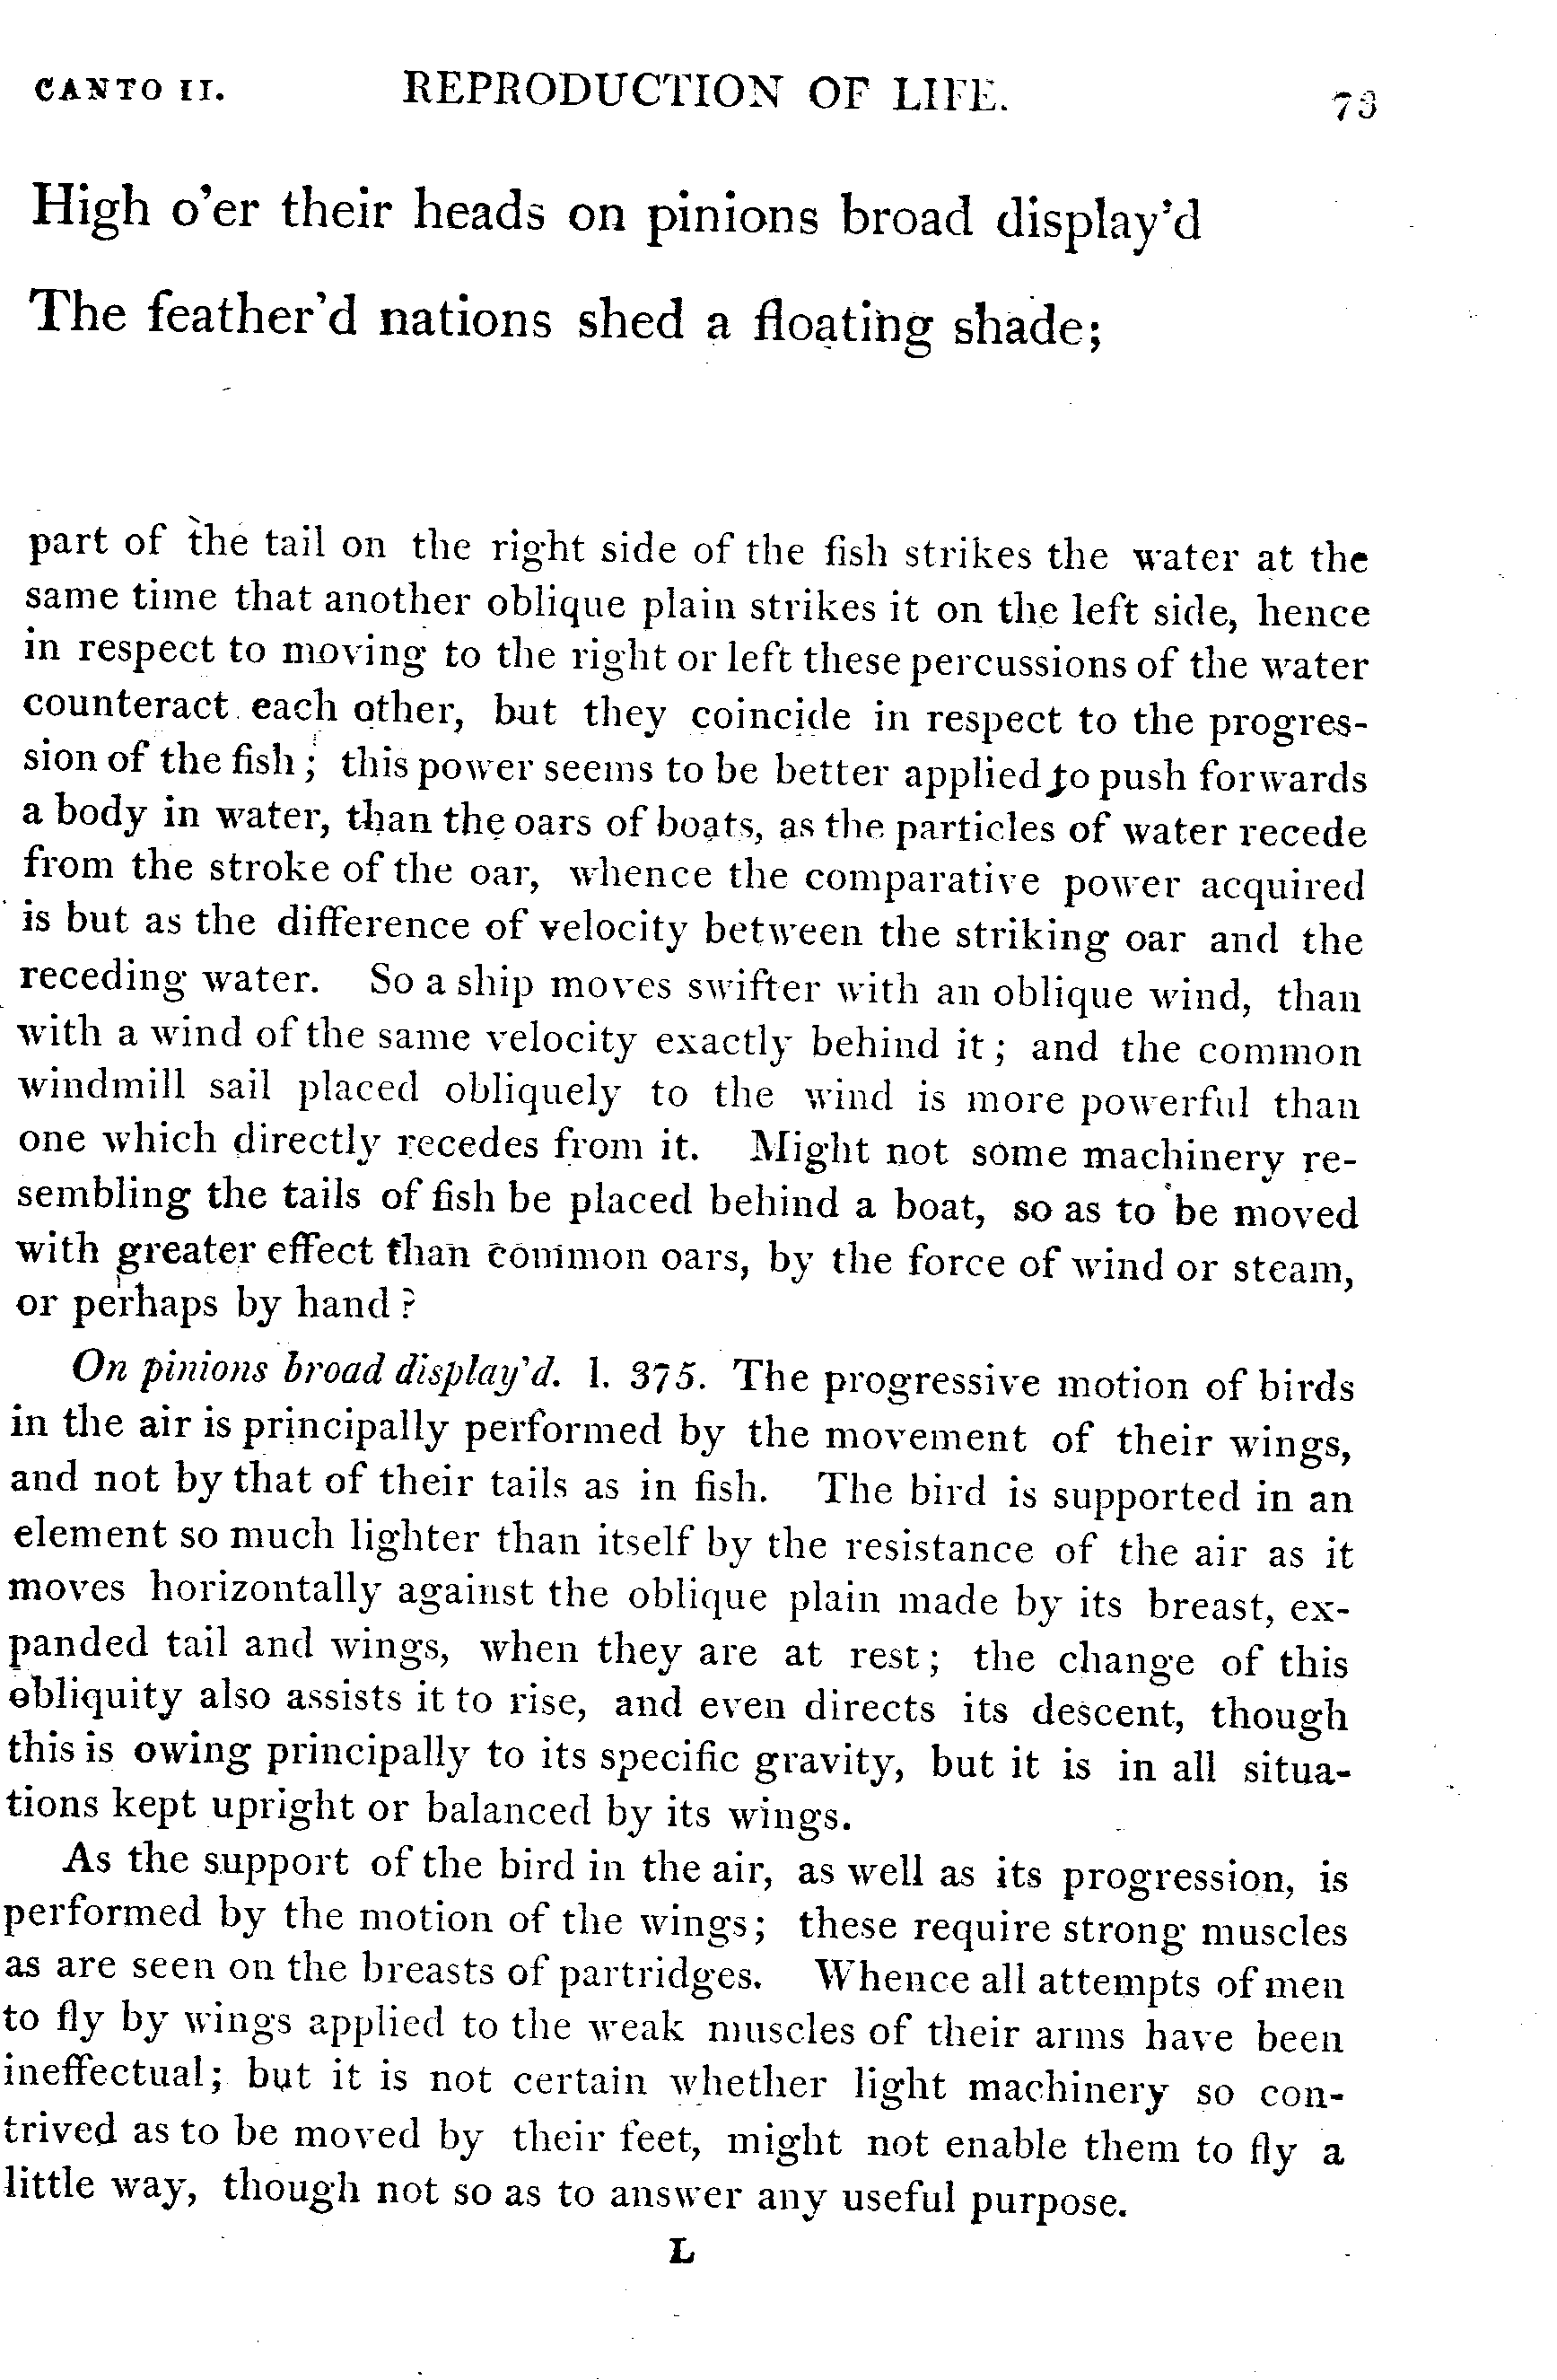 CANTO II. REPRODUCTION OF LIFE. 73
High o'er their heads on pinions broad display'd
The feather'd nations shed a floating shade;
part of the tail on the right side of the fish strikes the water at the
same time that another oblique plain strikes it on the left side, hence
in respect to moving to the right or left these percussions of the water
counteract each other, but they coincide in respect to the progres-
sion of the fish; this power seems to be better applied to push forwards
a body in water, than the oars of boats, as the particles of water recede
from the stroke of the oar, whence the comparative power acquired
is but as the difference of velocity between the striking oar and the
receding water. So a ship moves swifter with an oblique wind, than
with a wind of the same velocity exactly behind it; and the common
windmill sail placed obliquely to the wind is more powerful than
one which directly recedes from it. Might not some machinery re-
sembling the tails of fish be placed behind a boat, so as to be moved
with greater effect than common oars, by the force of wind or steam,
or perhaps by hand?
On pinions broad display'd. l. 375. The progressive motion of birds
in the air is principally performed by the movement of their wings,
and not by that of their tails as in fish. The bird is supported in an
element so much lighter than itself by the resistance of the air as it
moves horizontally against the oblique plain made by its breast, ex-
panded tail and wings, when they are at rest; the change of this
obliquity also assists it to rise, and even directs its descent, though
this is owing principally to its specific gravity, but it is in all situa-
tions kept upright or balanced by its wings.
As the support of the bird in the air, as well as its progression, is
performed by the motion of the wings; these require strong muscles
as are seen on the breasts of partridges. Whence all attempts of men
to fly by wings applied to the weak muscles of their arms have been
ineffectual; but it is not certain whether light machinery so con-
trived as to be moved by their feet, might not enable them to fly a
little way, though not so as to answer any useful purpose.
L